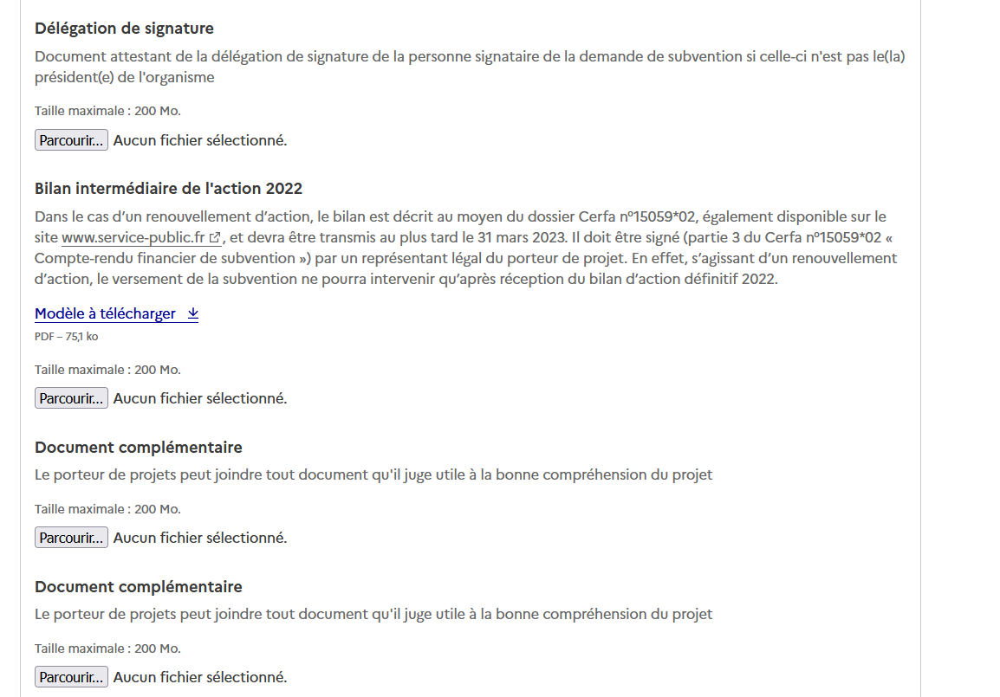 Délégation de signature
Document attestant de la délégation de signature de la personne signataire de la demande de subvention si celle-ci n'est pas le(la)
président(e) de l'organisme
Taille maximale : 200 Mo.
Parcourir... Aucun fichier sélectionné.
Bilan intermédiaire de l'action 2022
Dans le cas d’un renouvellement d’action, le bilan est décrit au moyen du dossier Cerfa nº15059*02, également disponible sur le
site www.service-public.fr, et devra être transmis au plus tard le 31 mars 2023. Il doit être signé (partie 3 du Cerfa nº15059*02 «
Compte-rendu financier de subvention ») par un représentant légal du porteur de projet. En effet, s’agissant d’un renouvellement
d’action, le versement de la subvention ne pourra intervenir qu’après réception du bilan d’action définitif 2022.
Modèle à télécharger
PDF – 75,1 ko
Taille maximale : 200 Mo.
Parcourir... Aucun fichier sélectionné.
Document complémentaire
Le porteur de projets peut joindre tout document qu'il juge utile à la bonne compréhension du projet
Taille maximale : 200 Mo.
Parcourir... Aucun fichier sélectionné.
Document complémentaire
Le porteur de projets peut joindre tout document qu'il juge utile à la bonne compréhension du projet
Taille maximale : 200 Mo.
Parcourir... Aucun fichier sélectionné.